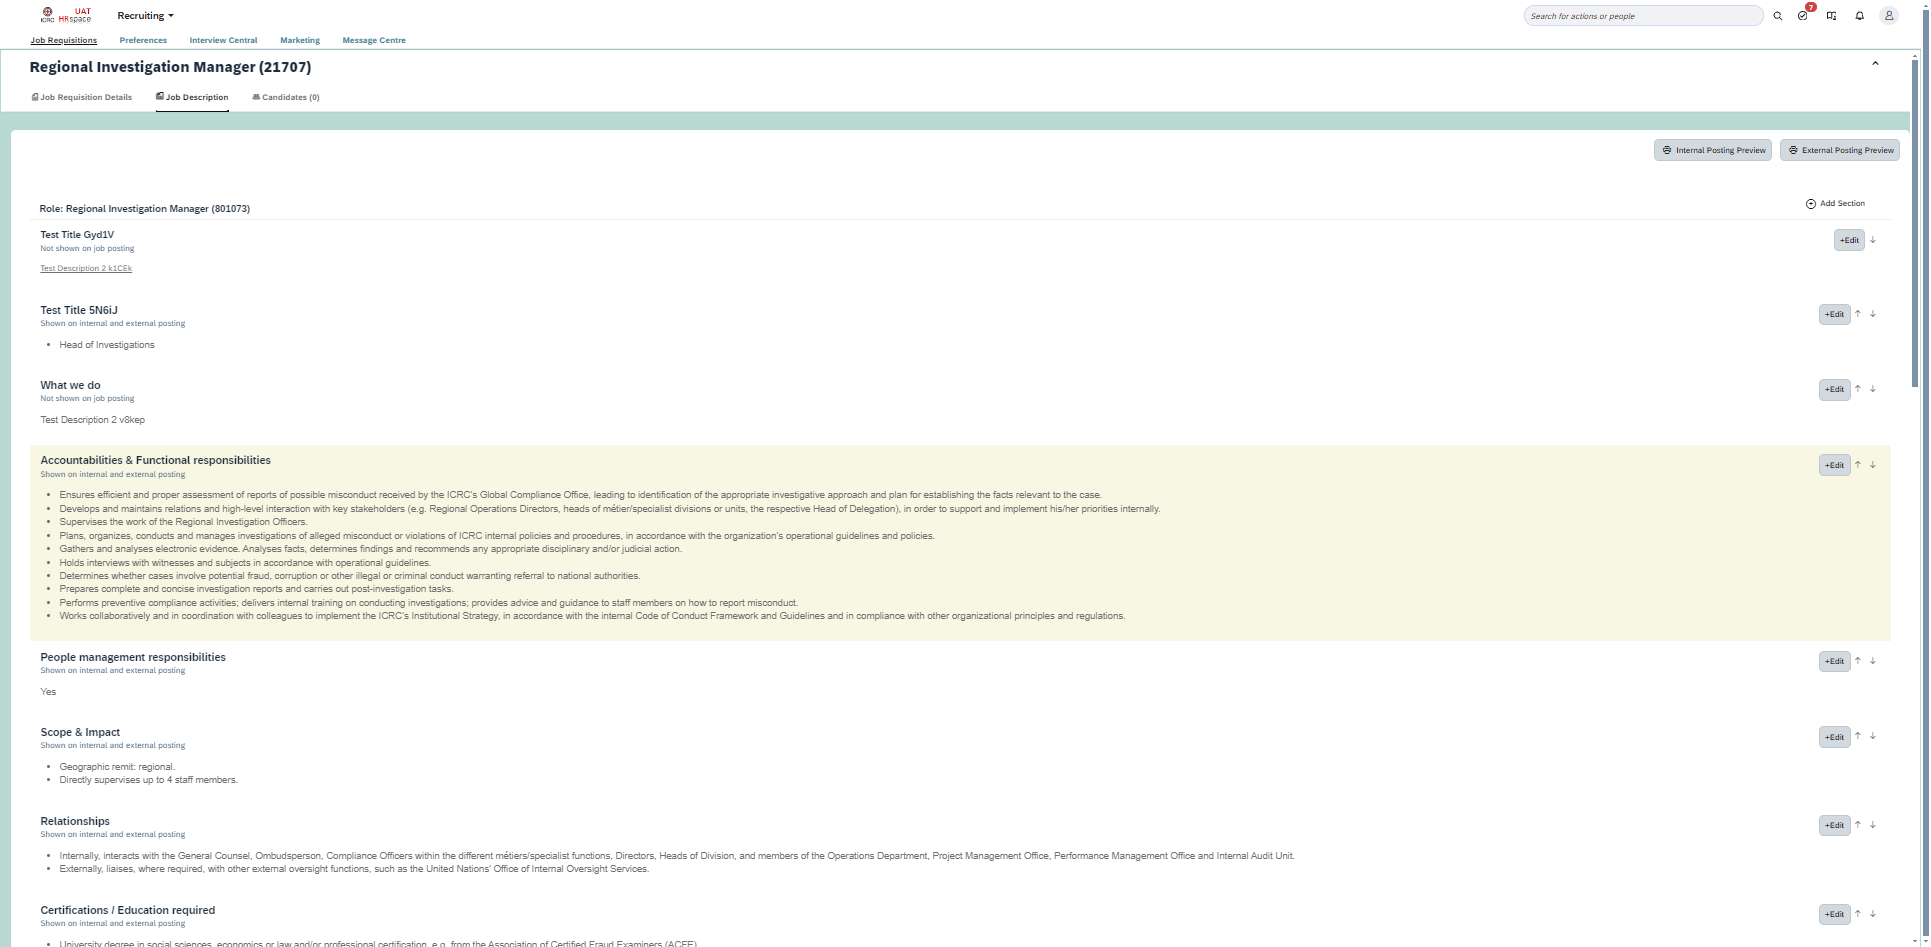 ICRC
UAT
HRspace
Recruiting
Search for actions or people
7
Job Requisitions
Preferences
Interview Central
Marketing
Message Centre
Regional Investigation Manager (21707)
Job Requisition Details
Job Description
Candidates (0)
Internal Posting Preview
External Posting Preview
Role: Regional Investigation Manager (801073)
Add Section
Test Title Gyd1V
Not shown on job posting
+Edit
Test Description 2 k1CEk
Test Title 5N6iJ
Shown on internal and external posting
+Edit
• Head of Investigations
What we do
Not shown on job posting
+Edit
Test Description 2 v8kep
Accountabilities & Functional responsibilities
Shown on internal and external posting
+Edit
• Ensures efficient and proper assessment of reports of possible misconduct received by the ICRC's Global Compliance Office, leading to identification of the appropriate investigative approach and plan for establishing the facts relevant to the case.
• Develops and maintains relations and high-level interaction with key stakeholders (e.g. Regional Operations Directors, heads of métier/specialist divisions or units, the respective Head of Delegation), in order to support and implement his/her priorities internally.
• Supervises the work of the Regional Investigation Officers.
• Plans, organizes, conducts and manages investigations of alleged misconduct or violations of ICRC internal policies and procedures, in accordance with the organization's operational guidelines and policies.
• Gathers and analyses electronic evidence. Analyses facts, determines findings and recommends any appropriate disciplinary and/or judicial action.
• Holds interviews with witnesses and subjects in accordance with operational guidelines.
• Determines whether cases involve potential fraud, corruption or other illegal or criminal conduct warranting referral to national authorities.
• Prepares complete and concise investigation reports and carries out post-investigation tasks.
• Performs preventive compliance activities; delivers internal training on conducting investigations; provides advice and guidance to staff members on how to report misconduct.
• Works collaboratively and in coordination with colleagues to implement the ICRC's Institutional Strategy, in accordance with the internal Code of Conduct Framework and Guidelines and in compliance with other organizational principles and regulations.
People management responsibilities
Shown on internal and external posting
+Edit
Yes
Scope & Impact
Shown on internal and external posting
+Edit
• Geographic remit: regional.
• Directly supervises up to 4 staff members.
Relationships
Shown on internal and external posting
+Edit
• Internally, interacts with the General Counsel, Ombudsperson, Compliance Officers within the different métiers/specialist functions, Directors, Heads of Division, and members of the Operations Department, Project Management Office, Performance Management Office and Internal Audit Unit.
• Externally, liaises, where required, with other external oversight functions, such as the United Nations' Office of Internal Oversight Services.
Certifications / Education required
Shown on internal and external posting
+Edit
• University degree in social sciences, economics or law and/or professional certification, e.g. from the Association of Certified Fraud Examiners (ACFE).